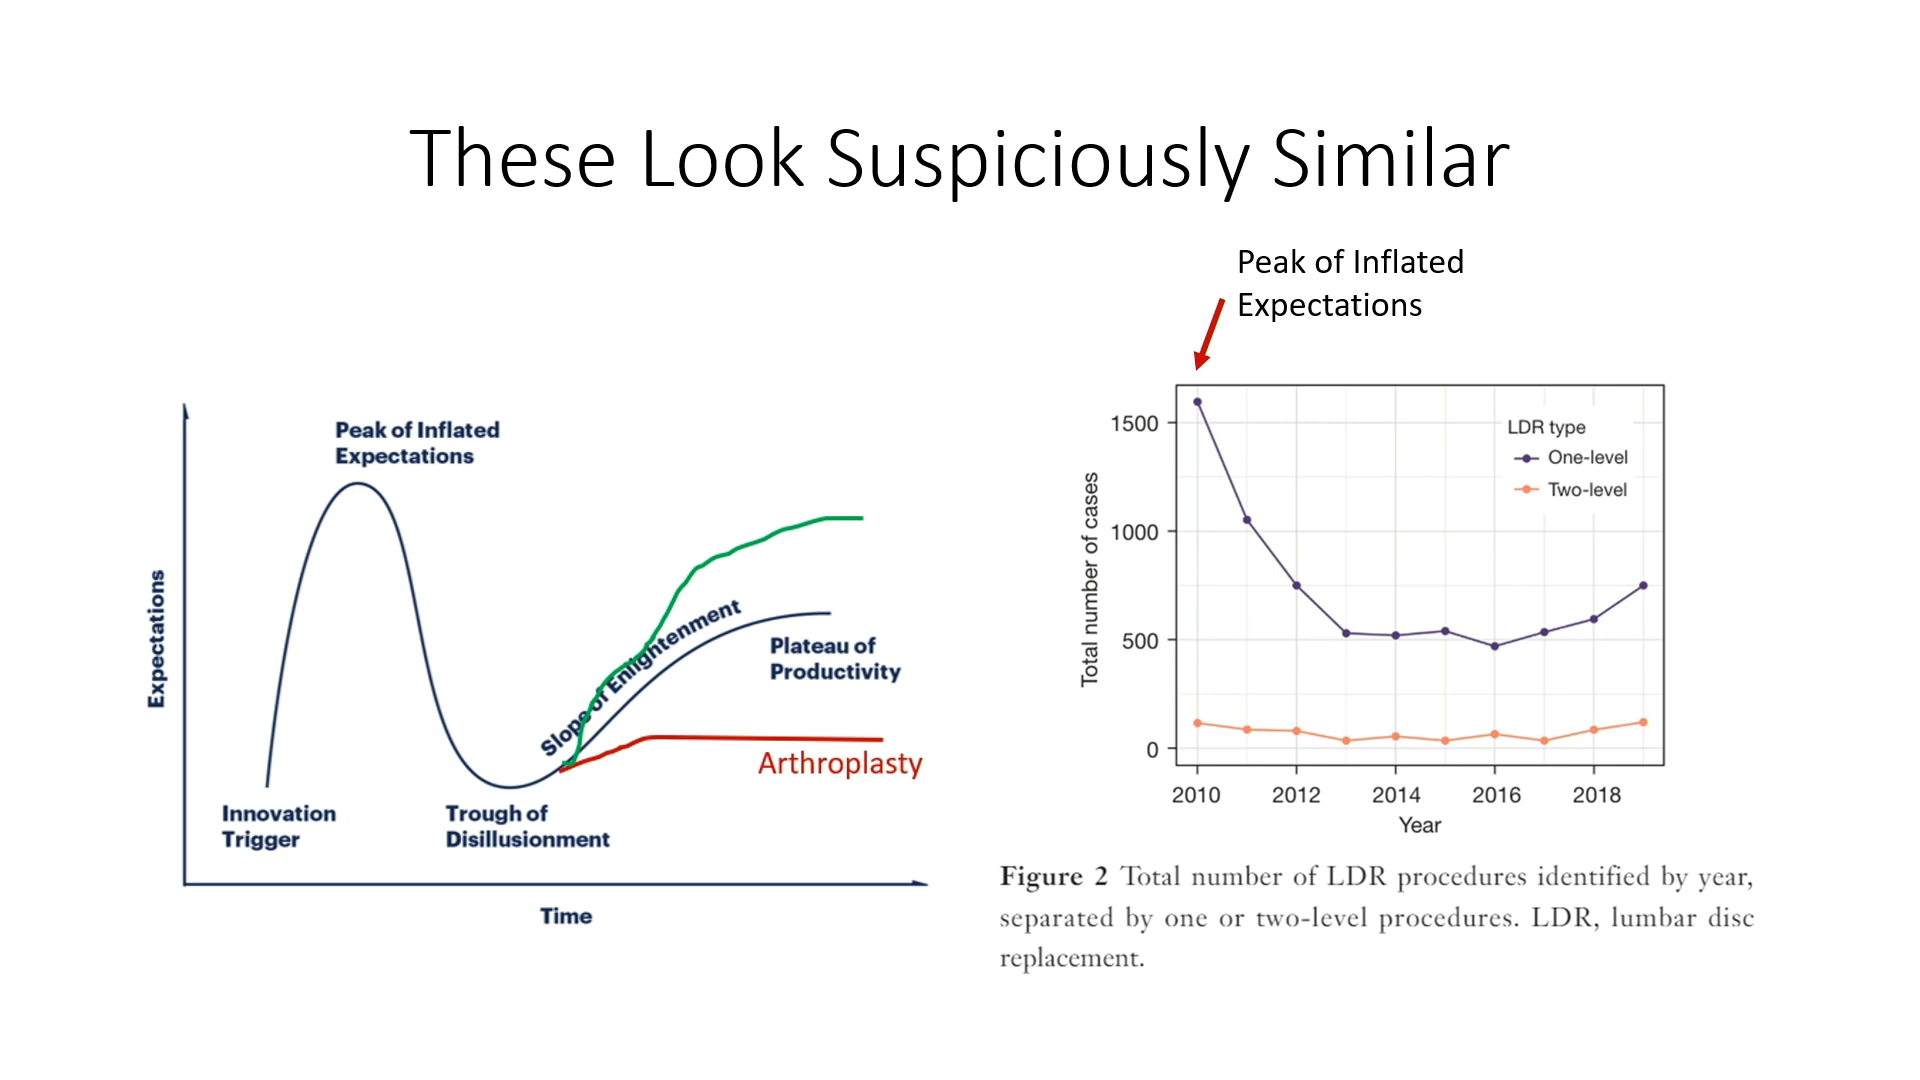 These Look Suspiciously Similar
Peak of Inflated
Expectations
Peak of Inflated
Expectations
Slope of Enlightenment
Plateau of
Productivity
Arthroplasty
Innovation
Trigger
Trough of
Disillusionment
Expectations
Time
1500
1000
500
0
Total number of cases
LDR type
One-level
Two-level
2010 2012 2014 2016 2018
Year
Figure 2 Total number of LDR procedures identified by year,
separated by one or two-level procedures. LDR, lumbar disc
replacement.